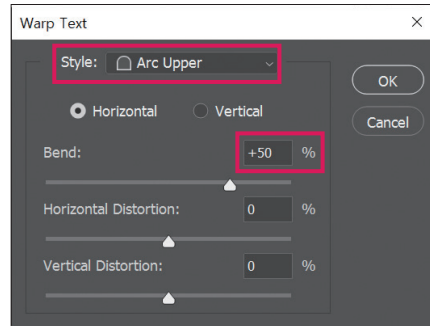 Warp Text
Style: Arc Upper
OK
Horizontal Vertical
Cancel
Bend: +50 %
Horizontal Distortion: 0 %
Vertical Distortion: 0 %